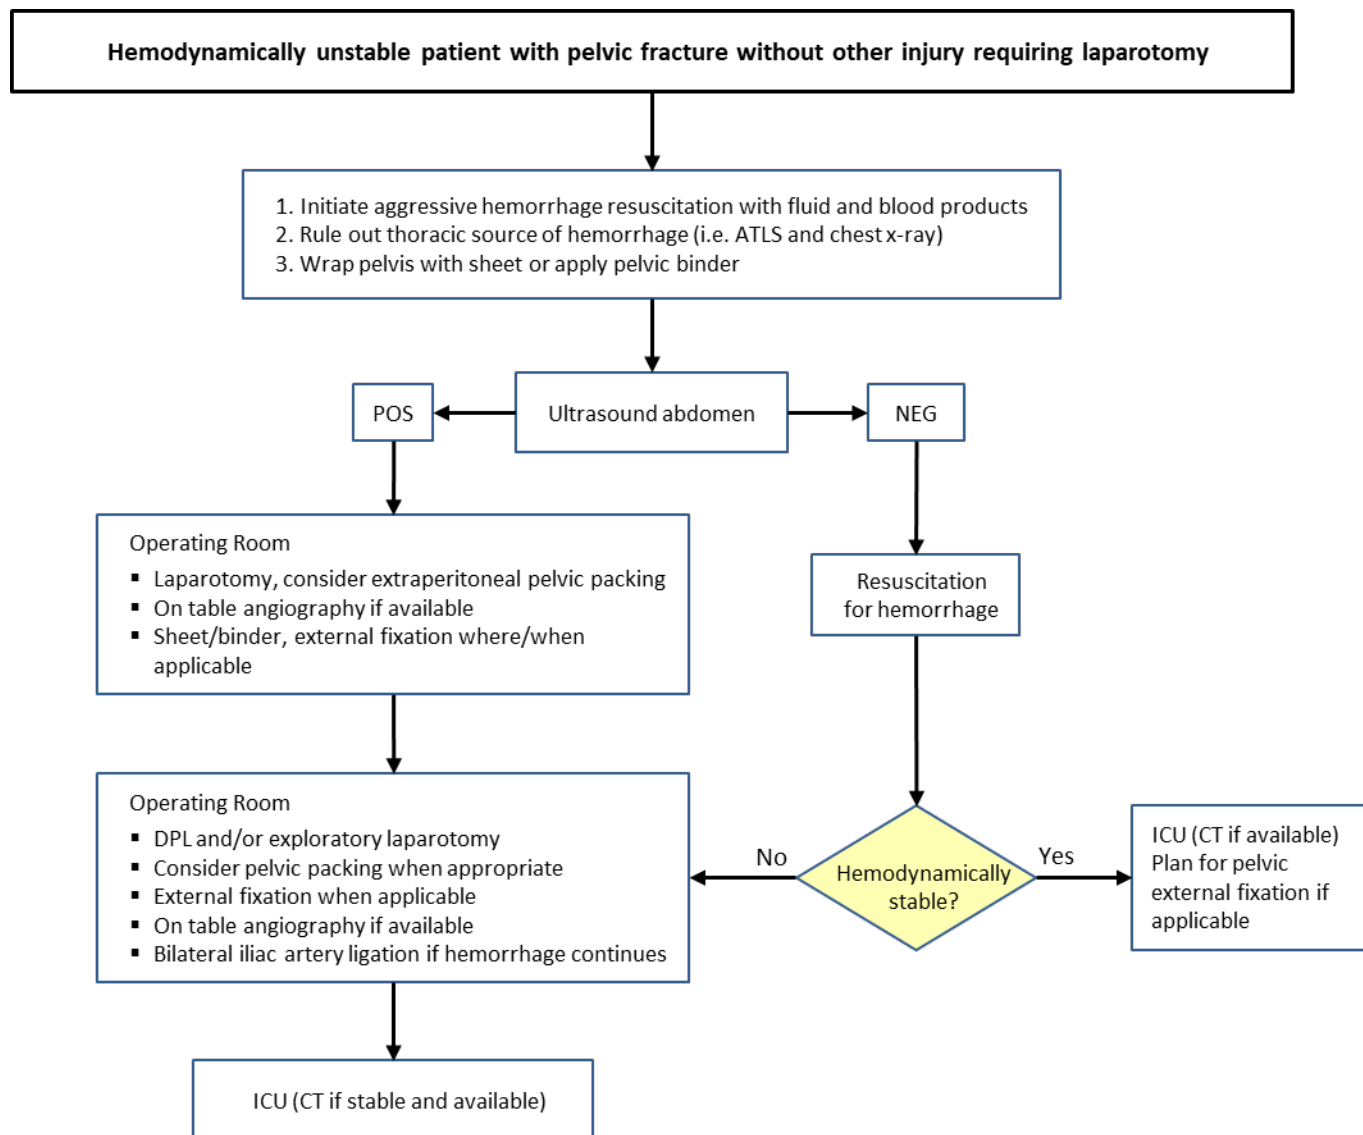 Hemodynamically unstable patient with pelvic fracture without other injury requiring laparotomy
1. Initiate aggressive hemorrhage resuscitation with fluid and blood products
2. Rule out thoracic source of hemorrhage (i.e. ATLS and chest x-ray)
3. Wrap pelvis with sheet or apply pelvic binder
POS
Ultrasound abdomen
NEG
Operating Room
▪ Laparotomy, consider extraperitoneal pelvic packing
▪ On table angiography if available
▪ Sheet/binder, external fixation where/when
applicable
Resuscitation
for hemorrhage
Operating Room
▪ DPL and/or exploratory laparotomy
▪ Consider pelvic packing when appropriate
▪ External fixation when applicable
▪ On table angiography if available
▪ Bilateral iliac artery ligation if hemorrhage continues
No
Hemodynamically
stable?
Yes
ICU (CT if available)
Plan for pelvic
external fixation if
applicable
ICU (CT if stable and available)